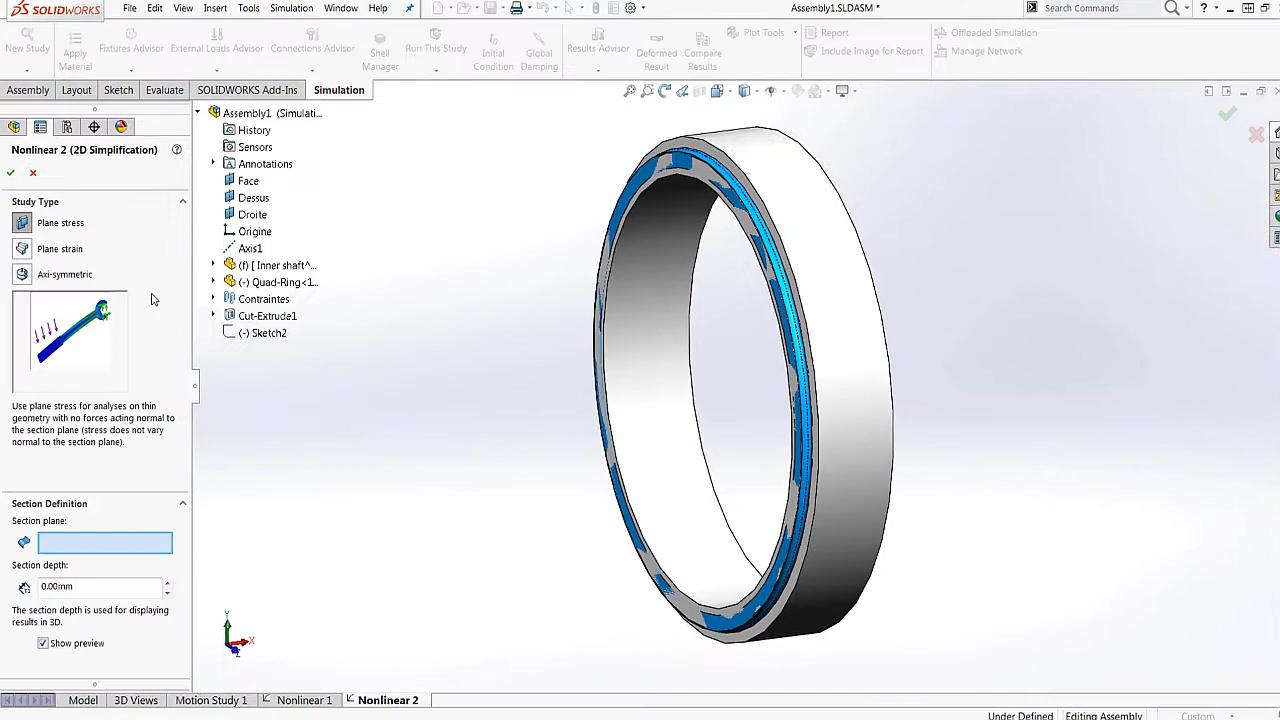 SOLIDWORKS File Edit View Insert Tools Simulation Window Help Assembly1.SLDASM * Search Commands ?
New Study Apply Material Fixtures Advisor External Loads Advisor Connections Advisor Shell Manager Run This Study Initial Condition Global Damping Results Advisor Deformed Result Compare Results Plot Tools Report Include Image for Report Offloaded Simulation Manage Network
Assembly Layout Sketch Evaluate SOLIDWORKS Add-Ins Simulation
Nonlinear 2 (2D Simplification)
Study Type
Plane stress
Plane strain
Axi-symmetric
Use plane stress for analyses on thin
geometry with no forces acting normal to
the section plane (stress does not vary
normal to the section plane).
Section Definition
Section plane:
Section depth:
0.00mm
The section depth is used for displaying
results in 3D.
Show preview
Assembly1 (Simulati...
History
Sensors
Annotations
Face
Dessus
Droite
Origine
Axis1
(f) [ Inner shaft^...
(-) Quad-Ring<1...
Contraintes
Cut-Extrude1
(-) Sketch2
Y
X
Z
Model 3D Views Motion Study 1 Nonlinear 1 Nonlinear 2
Under Defined Editing Assembly Custom